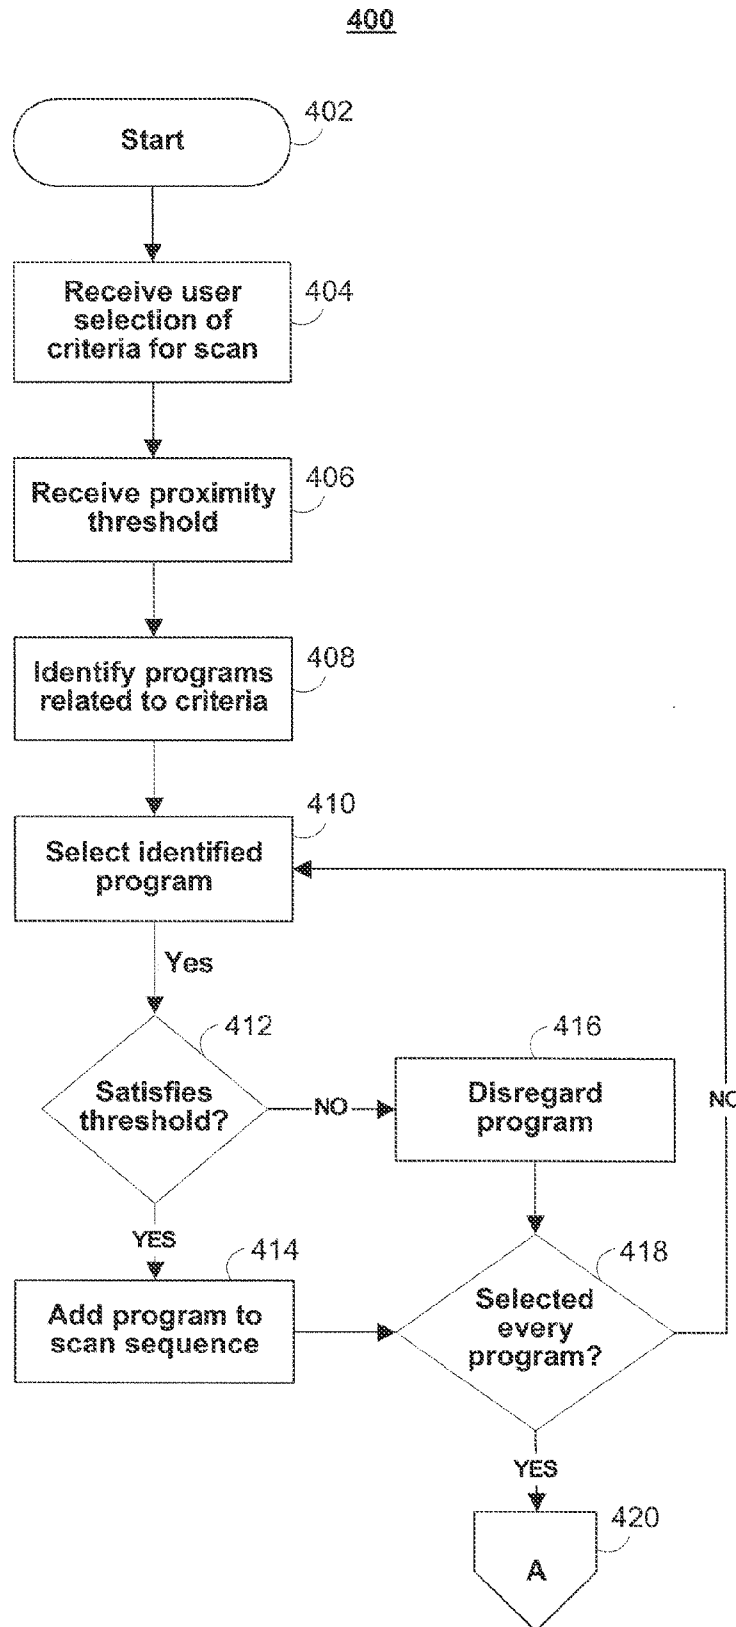 400
Start
402
Receive user
selection of
criteria for scan
404
Receive proximity
threshold
406
Identify programs
related to criteria
408
410
Select identified
program
Yes
412
Satisfies
threshold?
NO
416
Disregard
program
NO
YES
414
Add program to
scan sequence
418
Selected
every
program?
YES
420
A